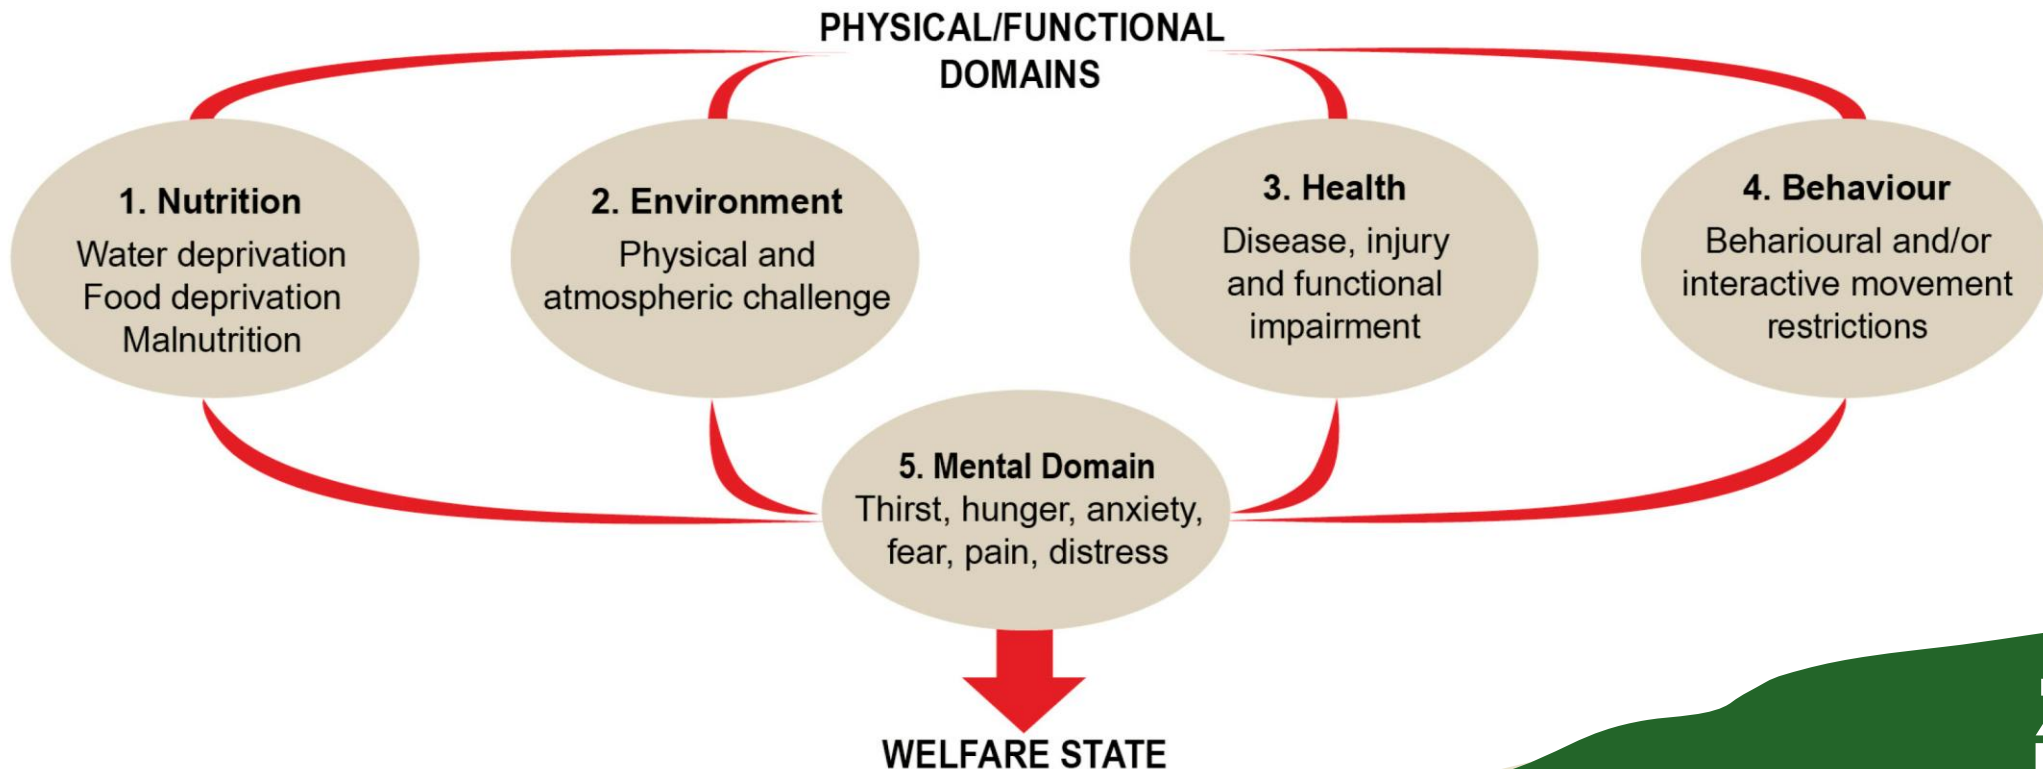 PHYSICAL/FUNCTIONAL
DOMAINS
1. Nutrition
Water deprivation
Food deprivation
Malnutrition
2. Environment
Physical and
atmospheric challenge
3. Health
Disease, injury
and functional
impairment
4. Behaviour
Beharioural and/or
interactive movement
restrictions
5. Mental Domain
Thirst, hunger, anxiety,
fear, pain, distress
WELFARE STATE